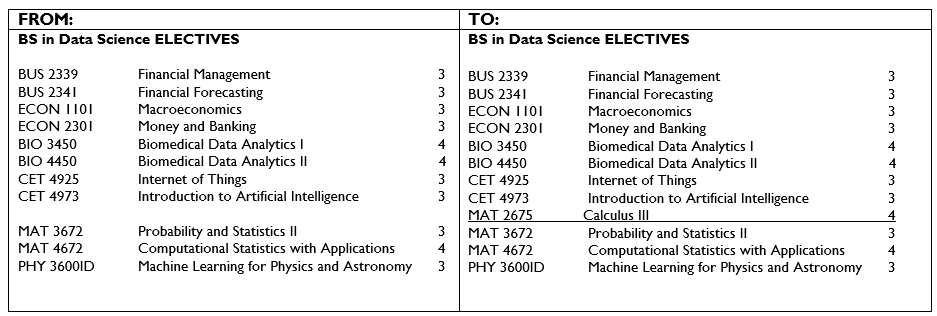 FROM:
BS in Data Science ELECTIVES
BUS 2339 Financial Management 3
BUS 2341 Financial Forecasting 3
ECON 1101 Macroeconomics 3
ECON 2301 Money and Banking 3
BIO 3450 Biomedical Data Analytics I 4
BIO 4450 Biomedical Data Analytics II 4
CET 4925 Internet of Things 3
CET 4973 Introduction to Artificial Intelligence 3
MAT 3672 Probability and Statistics II 3
MAT 4672 Computational Statistics with Applications 4
PHY 3600ID Machine Learning for Physics and Astronomy 3
TO:
BS in Data Science ELECTIVES
BUS 2339 Financial Management 3
BUS 2341 Financial Forecasting 3
ECON 1101 Macroeconomics 3
ECON 2301 Money and Banking 3
BIO 3450 Biomedical Data Analytics I 4
BIO 4450 Biomedical Data Analytics II 4
CET 4925 Internet of Things 3
CET 4973 Introduction to Artificial Intelligence 3
MAT 2675 Calculus III 4
MAT 3672 Probability and Statistics II 3
MAT 4672 Computational Statistics with Applications 4
PHY 3600ID Machine Learning for Physics and Astronomy 3